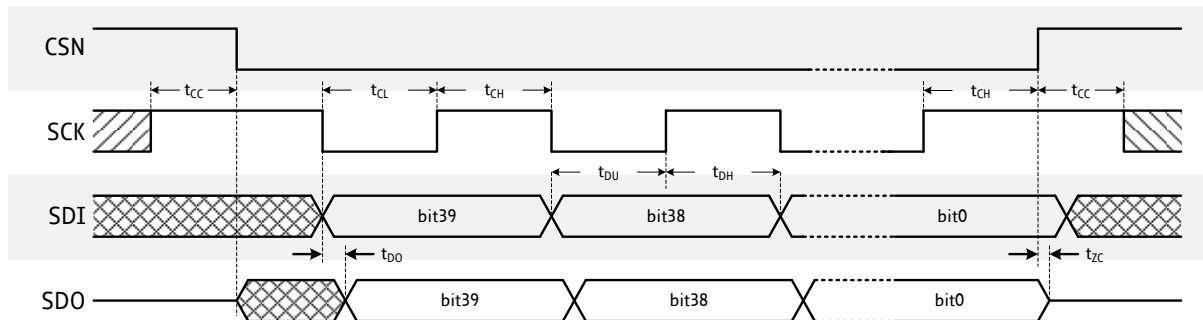 CSN
tCC tCL tCH tCH tCC
SCK
tDU tDH
SDI bit39 bit38 bit0
tDO tZC
SDO bit39 bit38 bit0